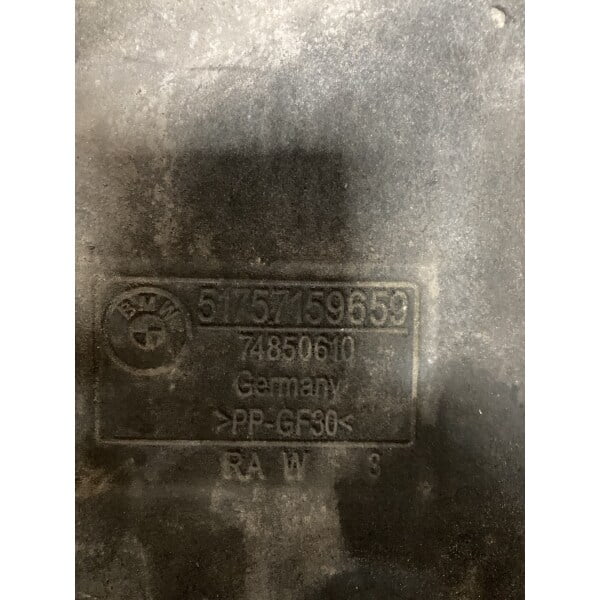 BMW
51757159659
74850610
Germany
>PP-GF30<
RA W 3